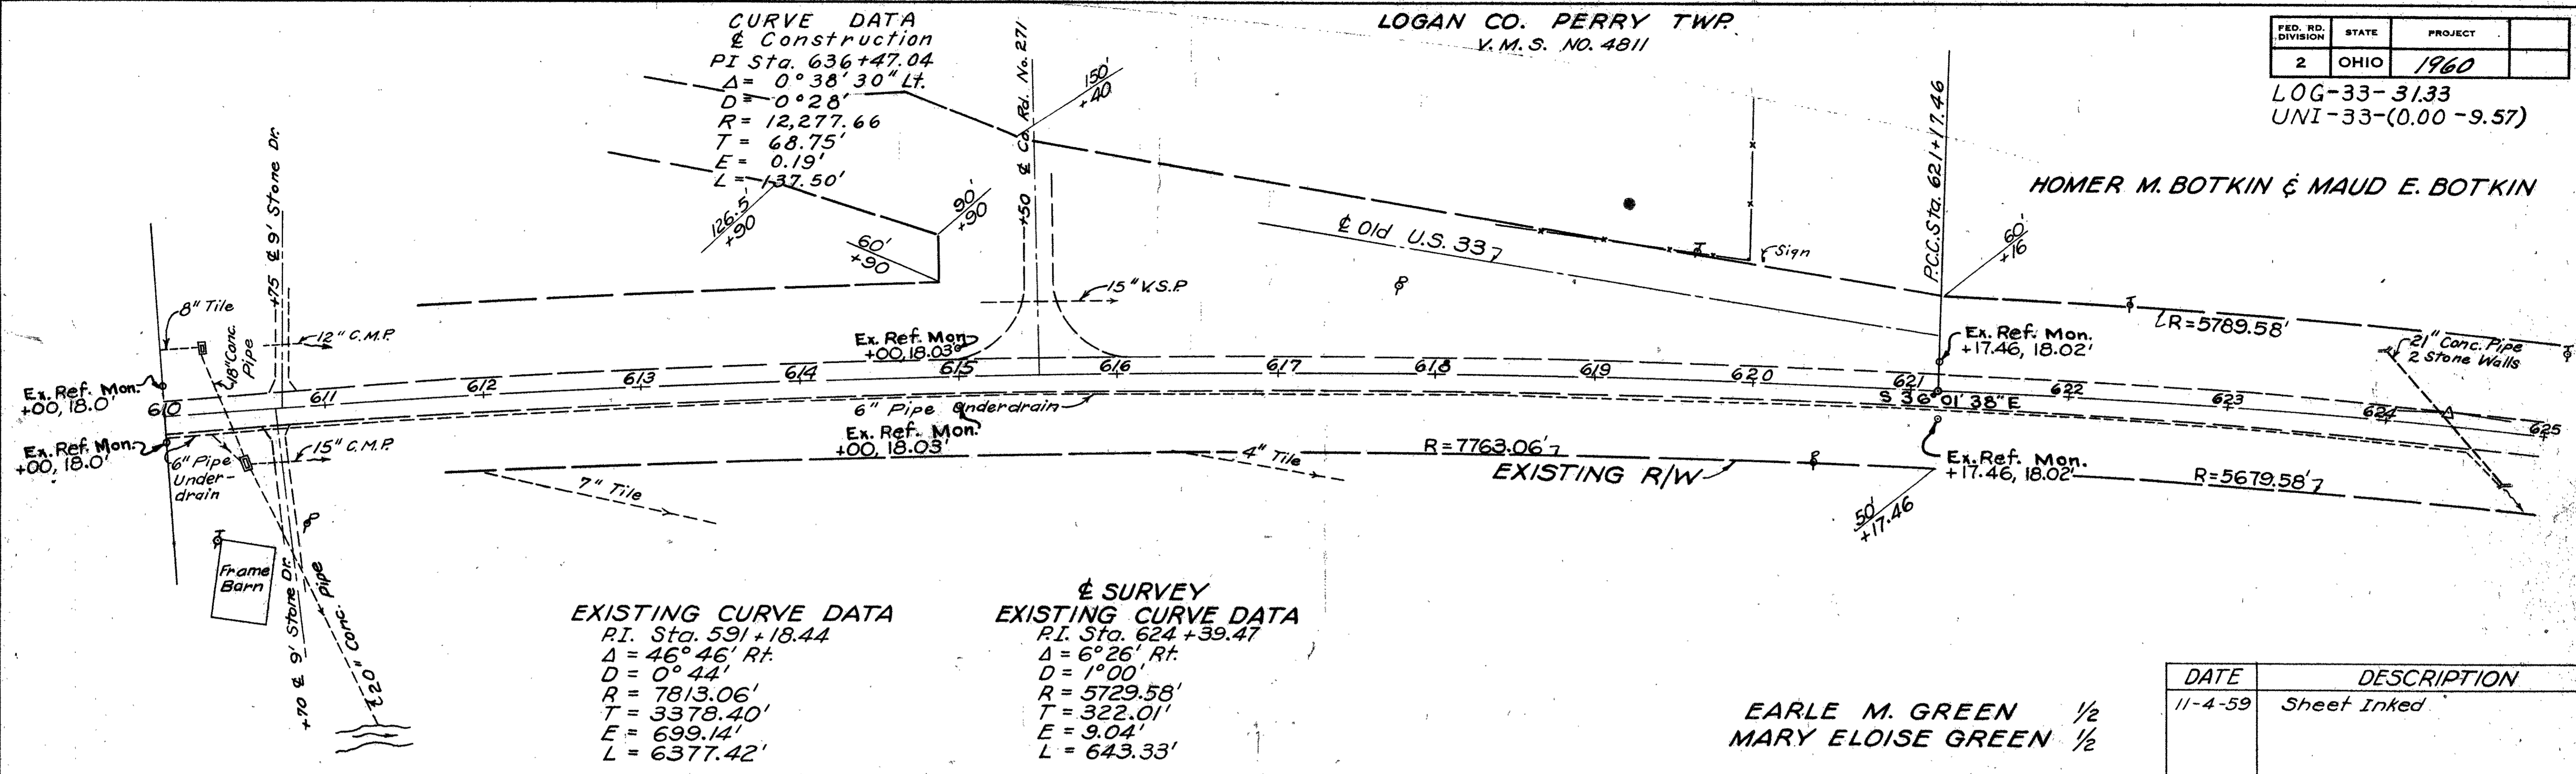 CURVE DATA
℄ Construction
PI Sta. 636+47.04
Δ = 0° 38' 30" Lt.
D = 0° 28'
R = 12,277.66
T = 68.75'
E = 0.19'
L = 137.50'
LOGAN CO. PERRY TWP.
V.M.S. NO. 4811
FED. RD. DIVISION STATE PROJECT
2 OHIO 1960
LOG-33-31.33
UNI-33-(0.00 -9.57)
HOMER M. BOTKIN & MAUD E. BOTKIN
+75 ℄ 9' Stone Dr.
+50 ℄ Co. Rd. No. 271
150'
+40
126.5'
+90
90'
+90
60'
+90
℄ Old U.S. 33
Sign
P.C.C. Sta. 621+17.46
60'
+16
8" Tile
18" Conc.
Pipe
12" C.M.P.
15" V.S.P.
Ex. Ref. Mon.
+00, 18.03'
Ex. Ref. Mon.
+17.46, 18.02'
R=5789.58'
21" Conc. Pipe
2 Stone Walls
Ex. Ref. Mon.
+00, 18.0'
610 611 612 613 614 615 616 617 618 619 620 621 622 623 624 625
S 36° 01' 38" E
6" Pipe Underdrain
Ex. Ref. Mon.
+00, 18.0'
6" Pipe
Under-
drain
15" C.M.P.
Ex. Ref. Mon.
+00, 18.03'
7" Tile
4" Tile
R=7763.06'
EXISTING R/W
Ex. Ref. Mon.
+17.46, 18.02'
50'
+17.46
R=5679.58'
Frame
Barn
+70 ℄ 9' Stone Dr.
20" Conc. Pipe
EXISTING CURVE DATA
P.I. Sta. 591+18.44
Δ = 46° 46' Rt.
D = 0° 44'
R = 7813.06'
T = 3378.40'
E = 699.14'
L = 6377.42'
℄ SURVEY
EXISTING CURVE DATA
P.I. Sta. 624+39.47
Δ = 6° 26' Rt.
D = 1° 00'
R = 5729.58'
T = 322.01'
E = 9.04'
L = 643.33'
EARLE M. GREEN 1/2
MARY ELOISE GREEN 1/2
DATE DESCRIPTION
11-4-59 Sheet Inked